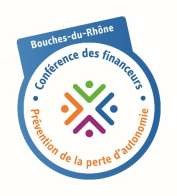 Bouches-du-Rhône
• Conférence des financeurs •
Prévention de la perte d'autonomie